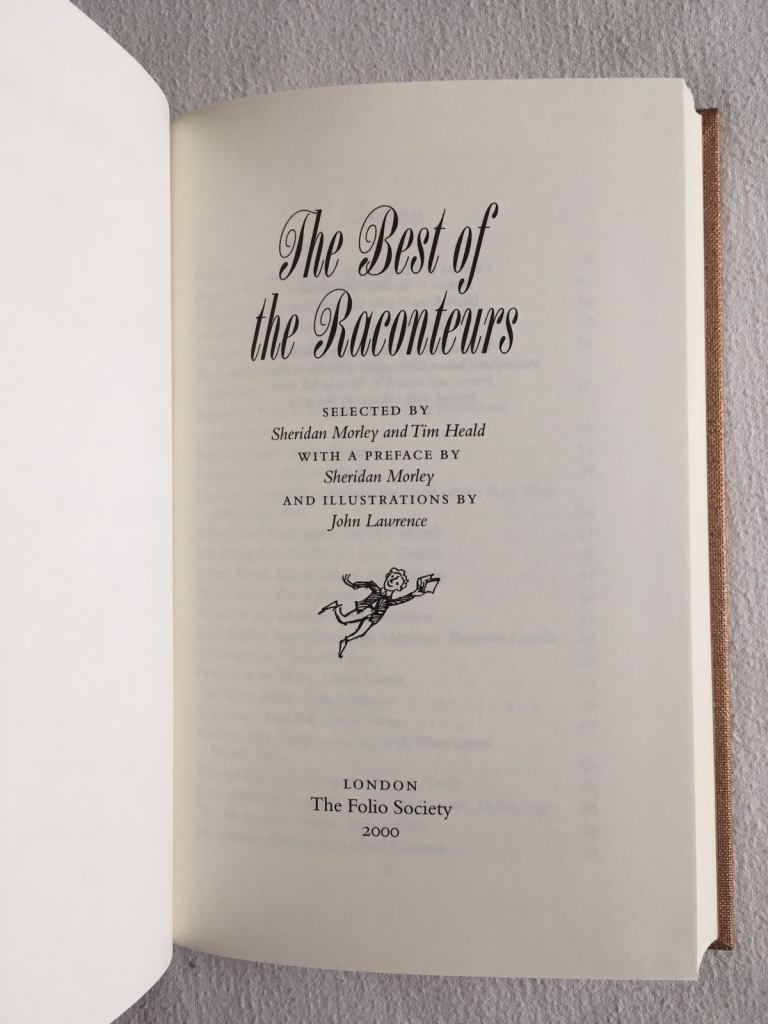 The Best of
the Raconteurs
SELECTED BY
Sheridan Morley and Tim Heald
WITH A PREFACE BY
Sheridan Morley
AND ILLUSTRATIONS BY
John Lawrence
LONDON
The Folio Society
2000